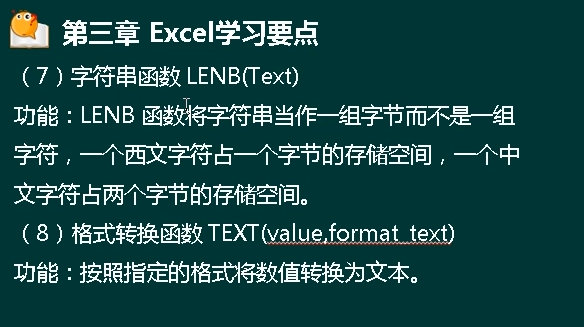 第三章 Excel学习要点
（7）字符串函数 LENB(Text)
功能：LENB 函数将字符串当作一组字节而不是一组
字符，一个西文字符占一个字节的存储空间，一个中
文字符占两个字节的存储空间。
（8）格式转换函数 TEXT(value,format_text)
功能：按照指定的格式将数值转换为文本。